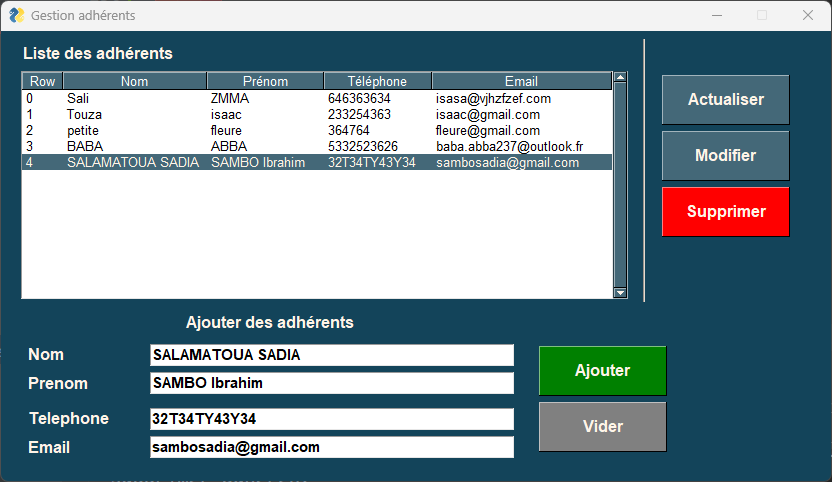 Gestion adhérents
Liste des adhérents
Row Nom Prénom Téléphone Email
0 Sali ZMMA 646363634 isasa@vjhzfzef.com
1 Touza isaac 233254363 isaac@gmail.com
2 petite fleure 364764 fleure@gmail.com
3 BABA ABBA 5332523626 baba.abba237@outlook.fr
4 SALAMATOUA SADIA SAMBO Ibrahim 32T34TY43Y34 sambosadia@gmail.com
Actualiser
Modifier
Supprimer
Ajouter des adhérents
Nom SALAMATOUA SADIA
Prenom SAMBO Ibrahim
Telephone 32T34TY43Y34
Email sambosadia@gmail.com
Ajouter
Vider